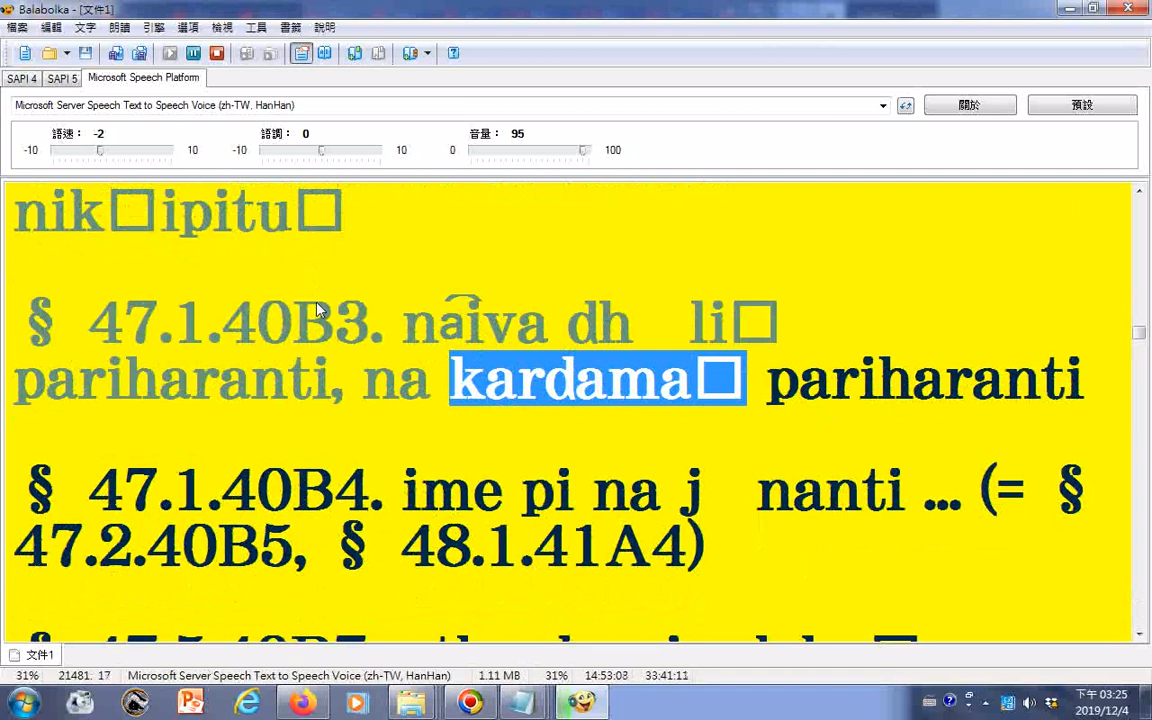 Balabolka - [文件1]
檔案 編輯 文字 朗讀 引擎 選項 檢視 工具 書籤 說明
SAPI 4 SAPI 5 Microsoft Speech Platform
Microsoft Server Speech Text to Speech Voice (zh-TW, HanHan) 關於 預設
語速： -2 語調： 0 音量： 95
-10 10 -10 10 0 100
nik□ipitu□
§ 47.1.40B3. naiva dh li□
pariharanti, na kardama□ pariharanti
§ 47.1.40B4. ime pi na j nanti ... (= §
47.2.40B5, § 48.1.41A4)
文件1
31% 21481: 17 Microsoft Server Speech Text to Speech Voice (zh-TW, HanHan) 1.11 MB 31% 14:53:03 33:41:11
下午 03:25
2019/12/4